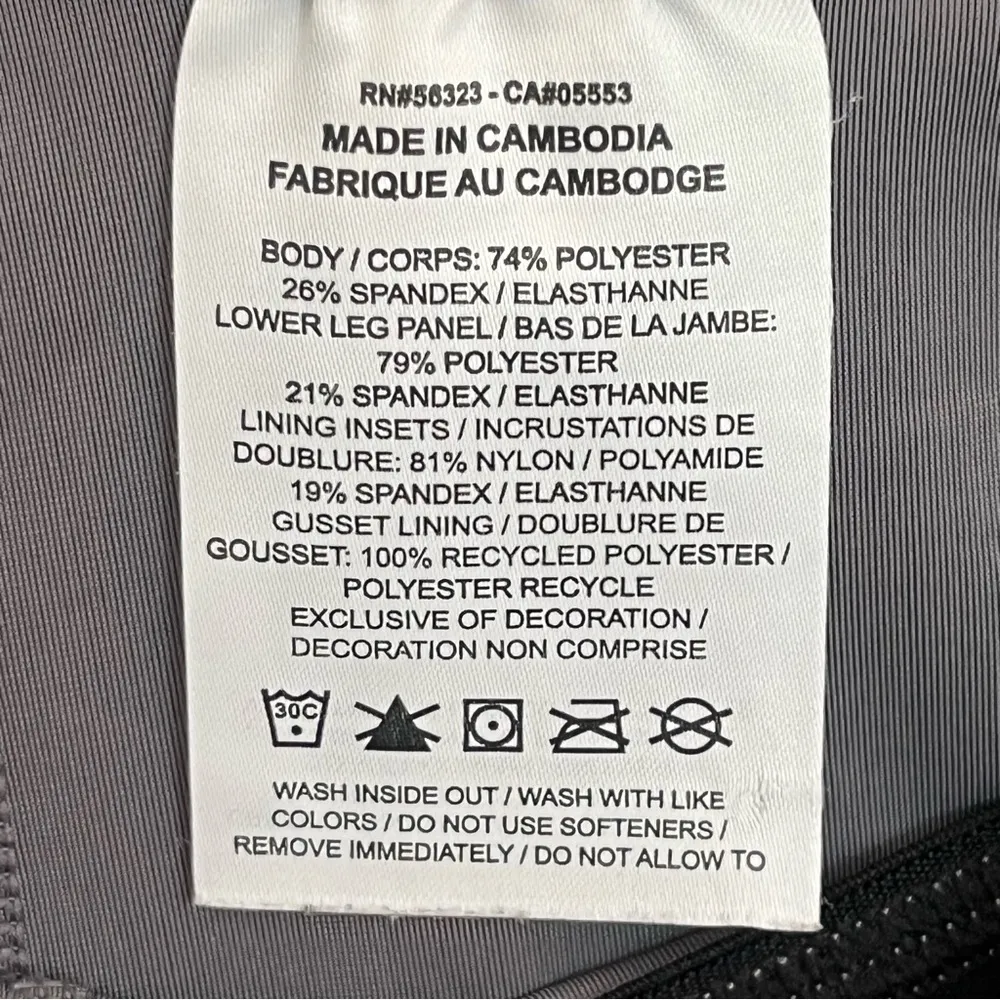 RN#56323 - CA#05553
MADE IN CAMBODIA
FABRIQUE AU CAMBODGE
BODY / CORPS: 74% POLYESTER
26% SPANDEX / ELASTHANNE
LOWER LEG PANEL / BAS DE LA JAMBE:
79% POLYESTER
21% SPANDEX / ELASTHANNE
LINING INSETS / INCRUSTATIONS DE
DOUBLURE: 81% NYLON / POLYAMIDE
19% SPANDEX / ELASTHANNE
GUSSET LINING / DOUBLURE DE
GOUSSET: 100% RECYCLED POLYESTER /
POLYESTER RECYCLE
EXCLUSIVE OF DECORATION /
DECORATION NON COMPRISE
30C
WASH INSIDE OUT / WASH WITH LIKE
COLORS / DO NOT USE SOFTENERS /
REMOVE IMMEDIATELY / DO NOT ALLOW TO